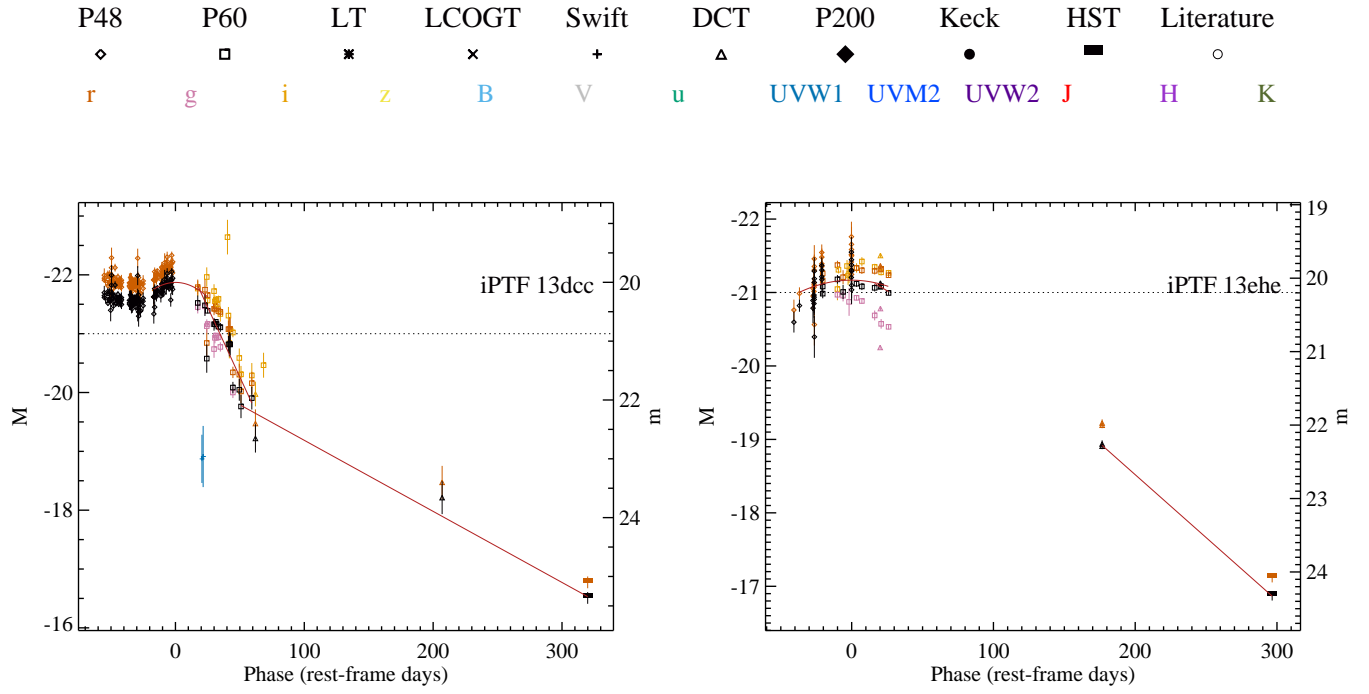 P48 P60 LT LCOGT Swift DCT P200 Keck HST Literature
r g i z B V u UVW1 UVM2 UVW2 J H K
iPTF 13dcc
-22
-20
-18
-16
M
20
22
24
m
0 100 200 300
Phase (rest-frame days)
iPTF 13ehe
-22
-21
-20
-19
-18
-17
M
19
20
21
22
23
24
m
0 100 200 300
Phase (rest-frame days)